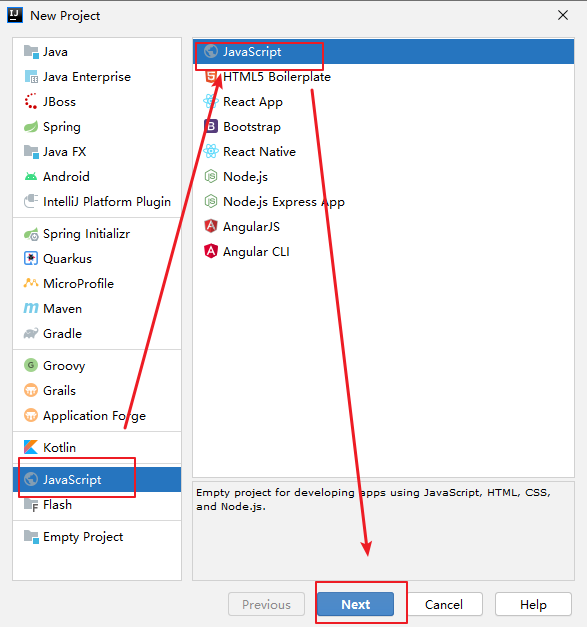 New Project
Java
Java Enterprise
JBoss
Spring
Java FX
Android
IntelliJ Platform Plugin
Spring Initializr
Quarkus
MicroProfile
Maven
Gradle
Groovy
Grails
Application Forge
Kotlin
JavaScript
Flash
Empty Project
JavaScript
HTML5 Boilerplate
React App
Bootstrap
React Native
Node.js
Node.js Express App
AngularJS
Angular CLI
Empty project for developing apps using JavaScript, HTML, CSS,
and Node.js.
Previous
Next
Cancel
Help